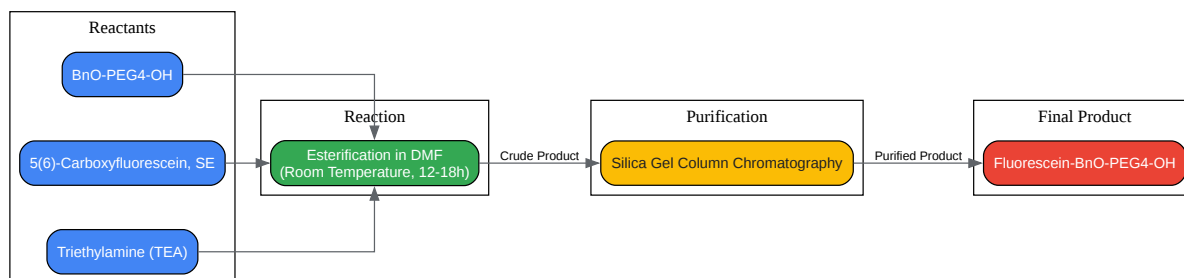 Reactants
BnO-PEG4-OH
5(6)-Carboxyfluorescein, SE
Triethylamine (TEA)
Reaction
Esterification in DMF
(Room Temperature, 12-18h)
Crude Product
Purification
Silica Gel Column Chromatography
Purified Product
Final Product
Fluorescein-BnO-PEG4-OH